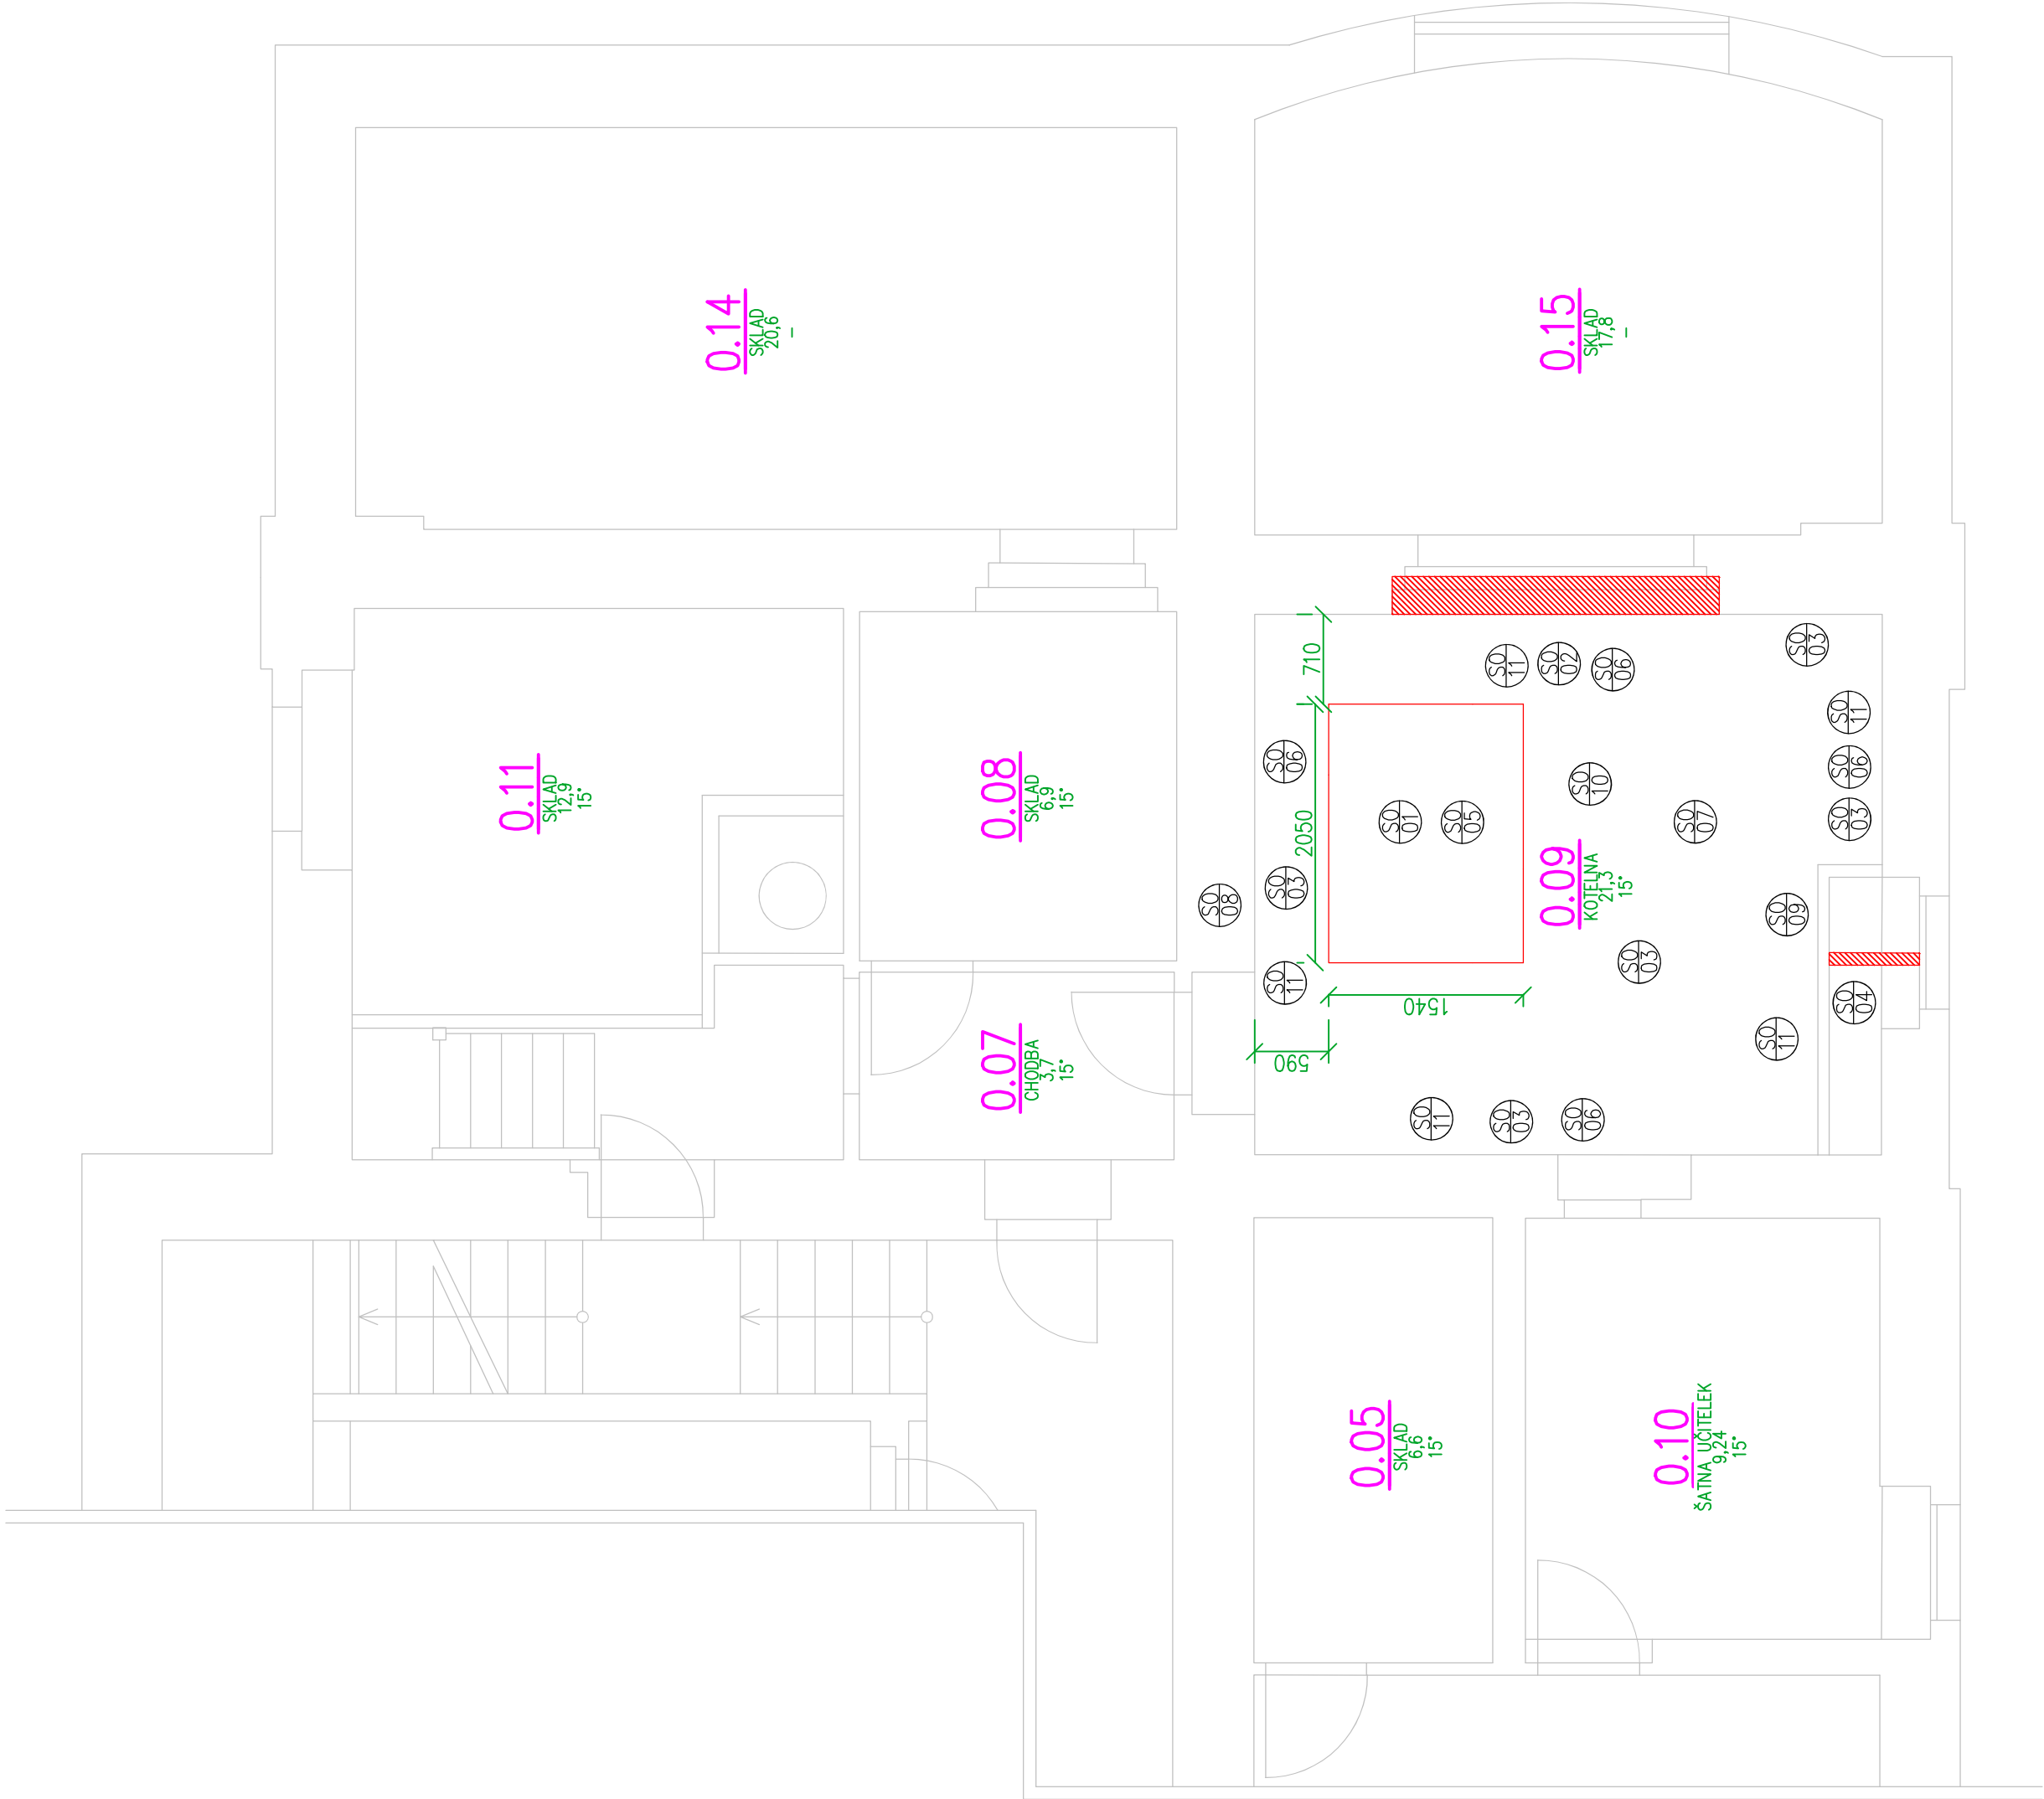 0.14
SKLAD
20,6
–
0.15
SKLAD
17,8
–
0.11
SKLAD
12,9
15°
0.08
SKLAD
6,9
15°
0.07
CHODBA
3,7
15°
0.09
KOTELNA
21,3
15°
0.05
SKLAD
6,6
15°
0.10
ŠATNA UČITELEK
9,24
15°
710
2050
1540
590
SO
11
SO
02
SO
06
SO
03
SO
11
SO
06
SO
03
SO
06
SO
03
SO
08
SO
11
SO
01
SO
05
SO
10
SO
07
SO
09
SO
03
SO
04
SO
11
SO
11
SO
03
SO
06